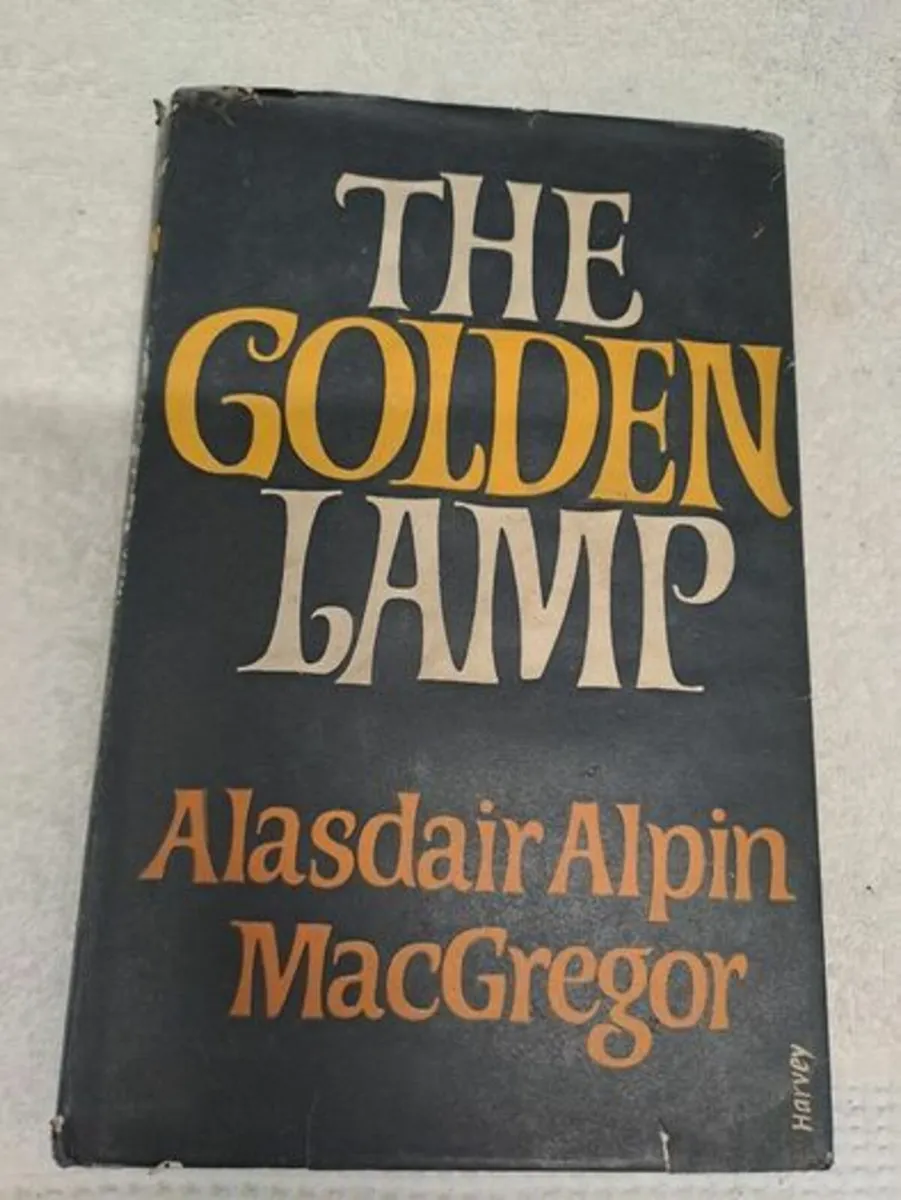 THE
GOLDEN
LAMP
Alasdair Alpin
MacGregor
Harvey